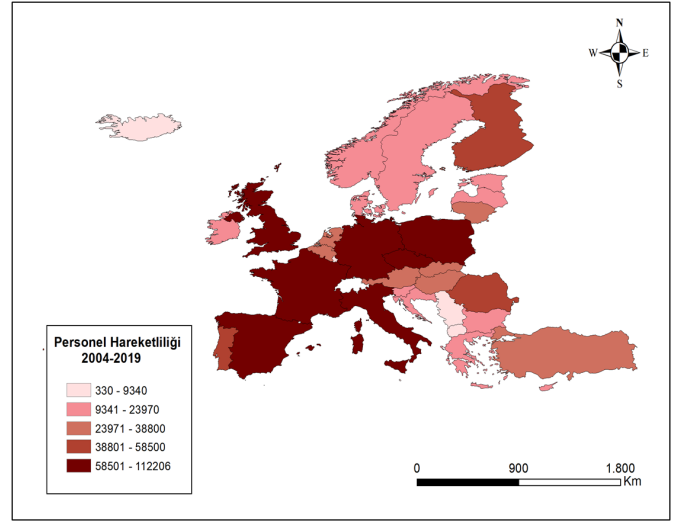 N
W E
S
Personel Hareketliliği
2004-2019
330 - 9340
9341 - 23970
23971 - 38800
38801 - 58500
58501 - 112206
0 900 1.800
Km